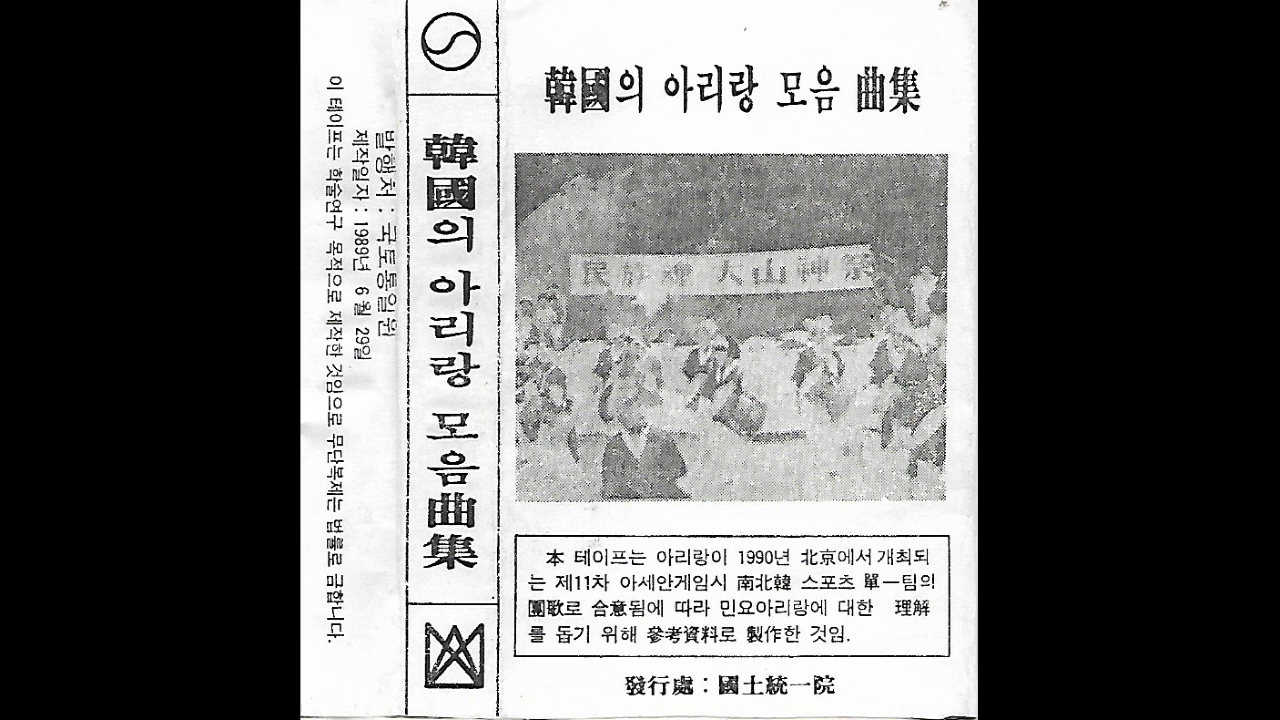 韓國의 아리랑 모음 曲集
民族魂 大山神祭
本 테이프는 아리랑이 1990년 北京에서 개최되
는 제11차 아세안게임시 南北韓 스포츠 單一팀의
團歌로 合意됨에 따라 민요아리랑에 대한 理解
를 돕기 위해 參考資料로 製作한 것임.
發行處 : 國土統一院
韓國의 아리랑 모음曲集
발행처 : 국토통일원
제작일자 : 1989년 6월 29일
이 테이프는 학술연구 목적으로 제작한 것임으로 무단복제는 법률로 금합니다.